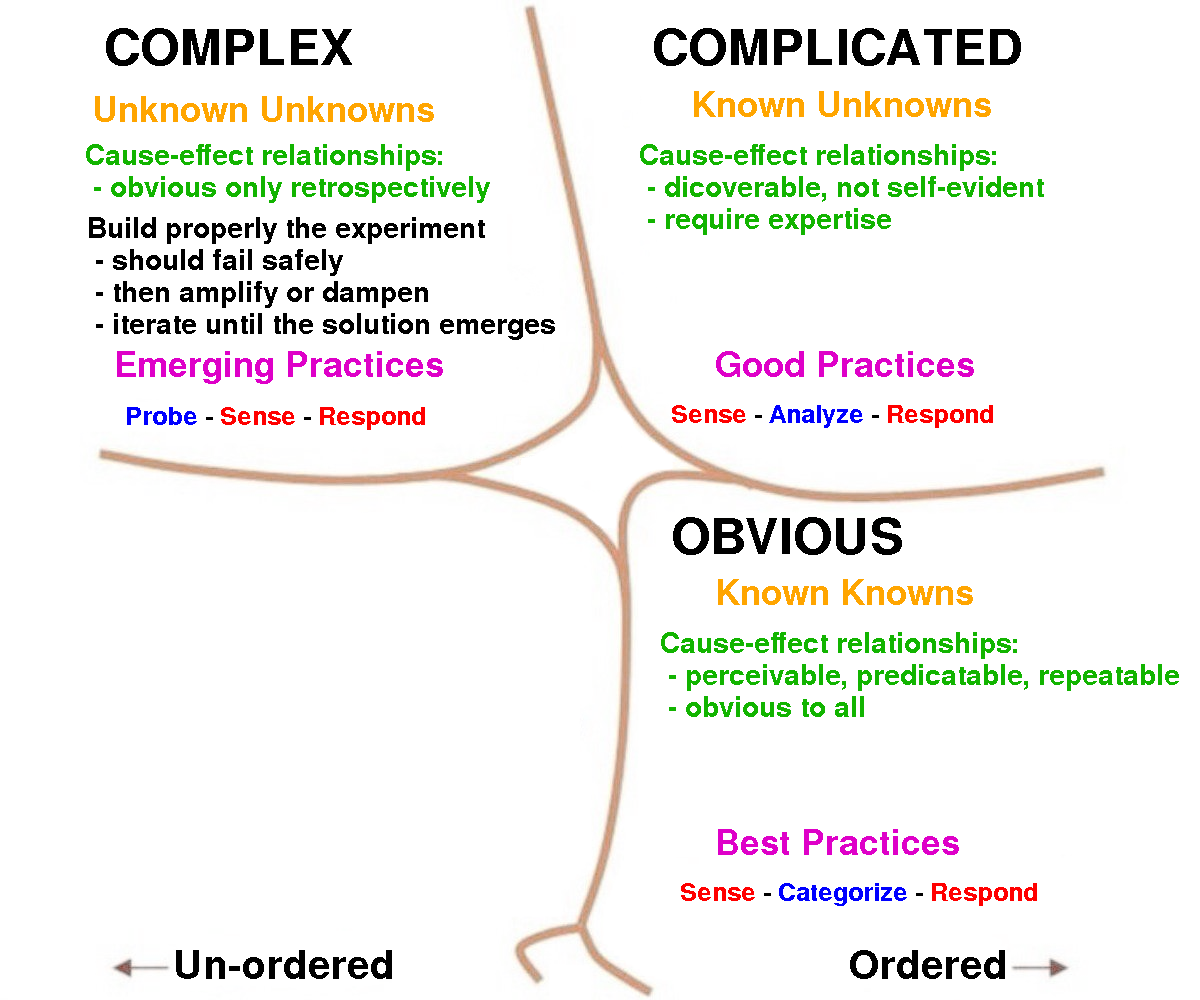 COMPLEX
Unknown Unknowns
Cause-effect relationships:
- obvious only retrospectively
Build properly the experiment
- should fail safely
- then amplify or dampen
- iterate until the solution emerges
Emerging Practices
Probe - Sense - Respond
COMPLICATED
Known Unknowns
Cause-effect relationships:
- dicoverable, not self-evident
- require expertise
Good Practices
Sense - Analyze - Respond
OBVIOUS
Known Knowns
Cause-effect relationships:
- perceivable, predicatable, repeatable
- obvious to all
Best Practices
Sense - Categorize - Respond
Un-ordered
Ordered